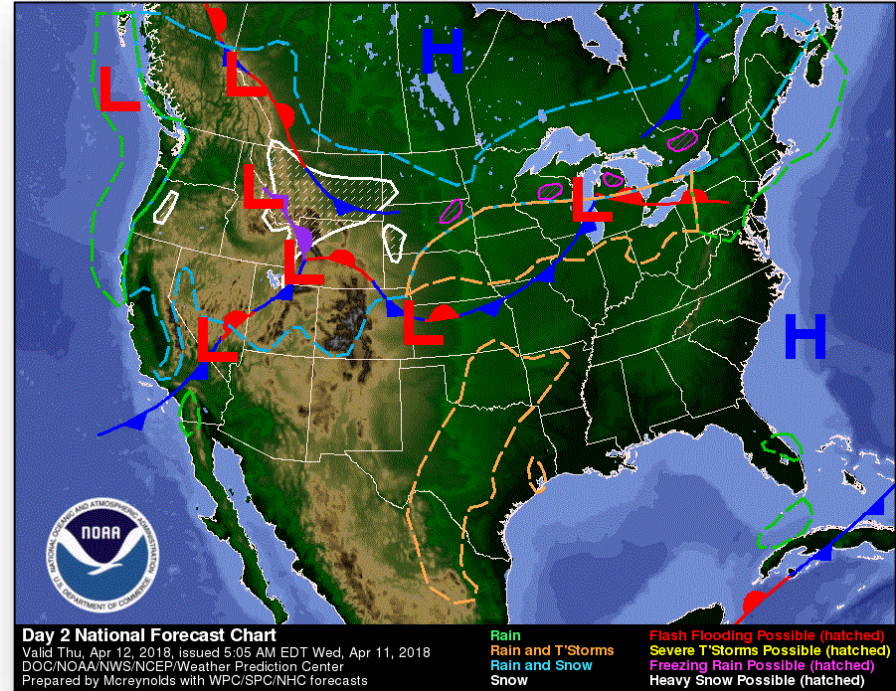 L
H
L
L
L
L
L
L
H
NATIONAL OCEANIC AND ATMOSPHERIC ADMINISTRATION
NOAA
U.S. DEPARTMENT OF COMMERCE
Day 2 National Forecast Chart
Valid Thu, Apr 12, 2018, issued 5:05 AM EDT Wed, Apr 11, 2018
DOC/NOAA/NWS/NCEP/Weather Prediction Center
Prepared by Mcreynolds with WPC/SPC/NHC forecasts
Rain
Rain and T'Storms
Rain and Snow
Snow
Flash Flooding Possible (hatched)
Severe T'Storms Possible (hatched)
Freezing Rain Possible (hatched)
Heavy Snow Possible (hatched)